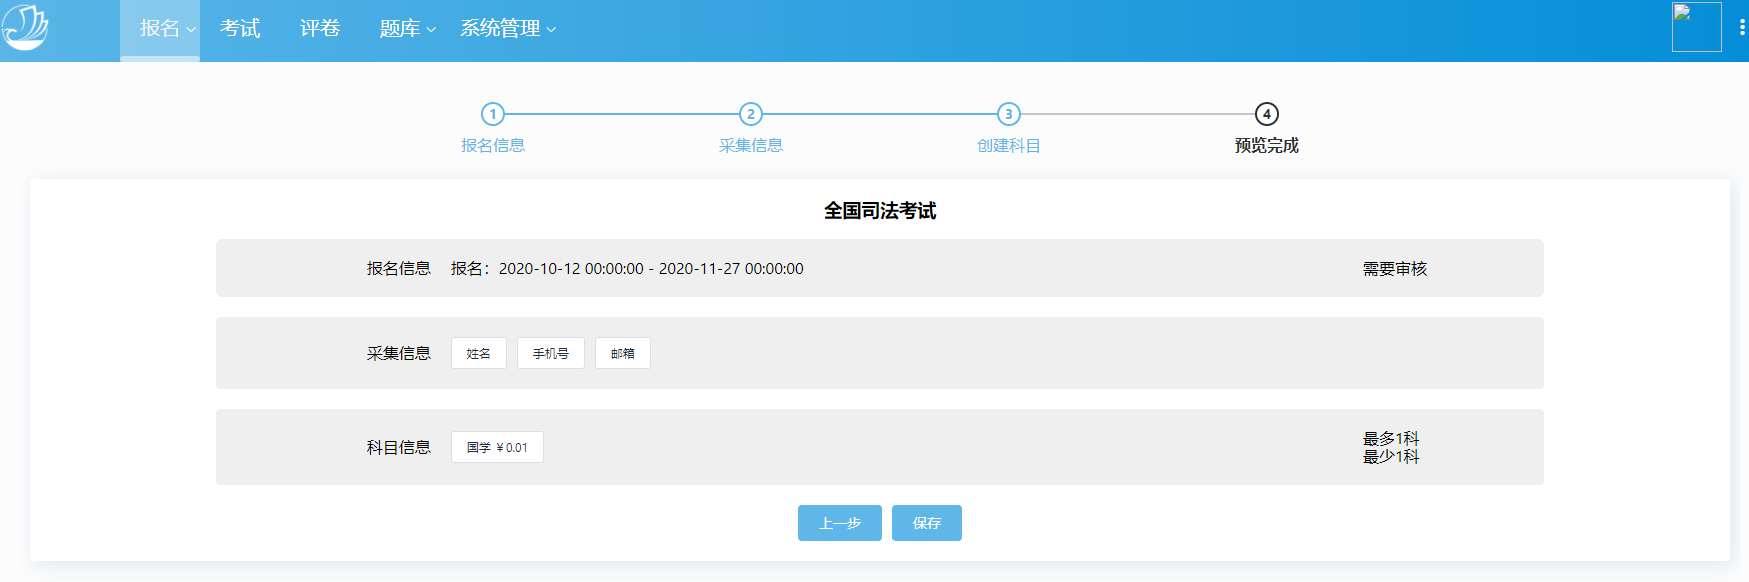 报名 考试 评卷 题库 系统管理
1 2 3 4
报名信息 采集信息 创建科目 预览完成
全国司法考试
报名信息 报名：2020-10-12 00:00:00 - 2020-11-27 00:00:00 需要审核
采集信息 姓名 手机号 邮箱
科目信息 国学 ￥0.01 最多1科
最少1科
上一步 保存